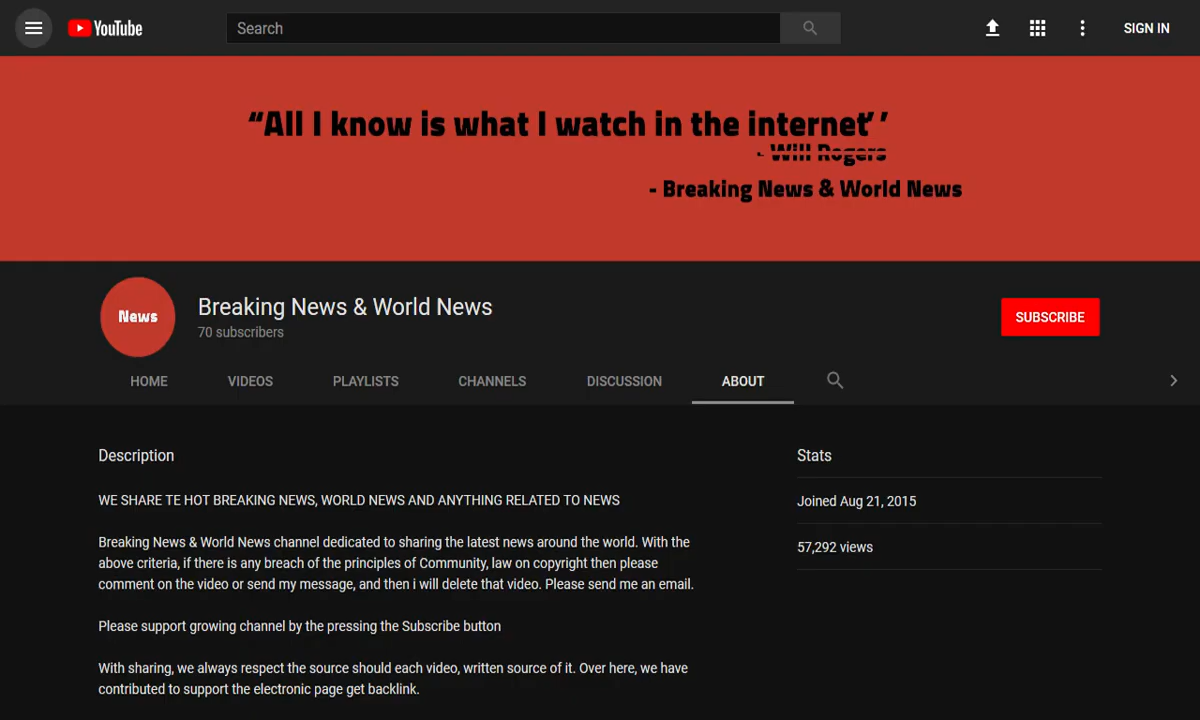 YouTube
Search
SIGN IN
“All I know is what I watch in the internet’’
- Will Rogers
- Breaking News & World News
News
Breaking News & World News
70 subscribers
SUBSCRIBE
HOME
VIDEOS
PLAYLISTS
CHANNELS
DISCUSSION
ABOUT
Description
WE SHARE TE HOT BREAKING NEWS, WORLD NEWS AND ANYTHING RELATED TO NEWS
Breaking News & World News channel dedicated to sharing the latest news around the world. With the
above criteria, if there is any breach of the principles of Community, law on copyright then please
comment on the video or send my message, and then i will delete that video. Please send me an email.
Please support growing channel by the pressing the Subscribe button
With sharing, we always respect the source should each video, written source of it. Over here, we have
contributed to support the electronic page get backlink.
Stats
Joined Aug 21, 2015
57,292 views